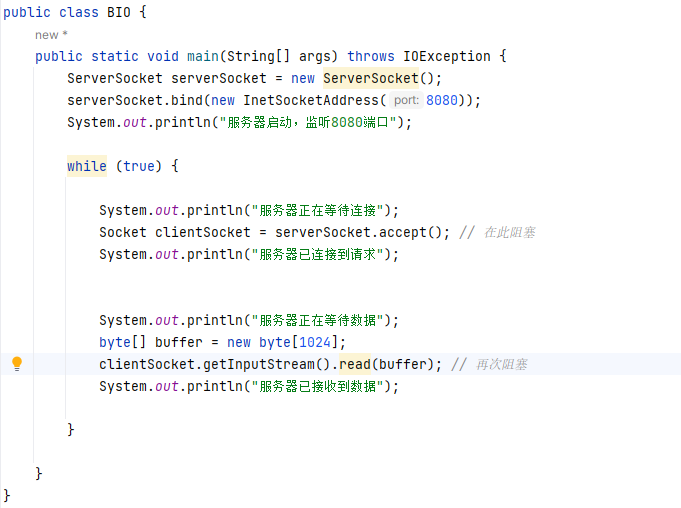 public class BIO {
new *
public static void main(String[] args) throws IOException {
ServerSocket serverSocket = new ServerSocket();
serverSocket.bind(new InetSocketAddress( port: 8080));
System.out.println("服务器启动，监听8080端口");
while (true) {
System.out.println("服务器正在等待连接");
Socket clientSocket = serverSocket.accept(); // 在此阻塞
System.out.println("服务器已连接到请求");
System.out.println("服务器正在等待数据");
byte[] buffer = new byte[1024];
clientSocket.getInputStream().read(buffer); // 再次阻塞
System.out.println("服务器已接收到数据");
}
}
}